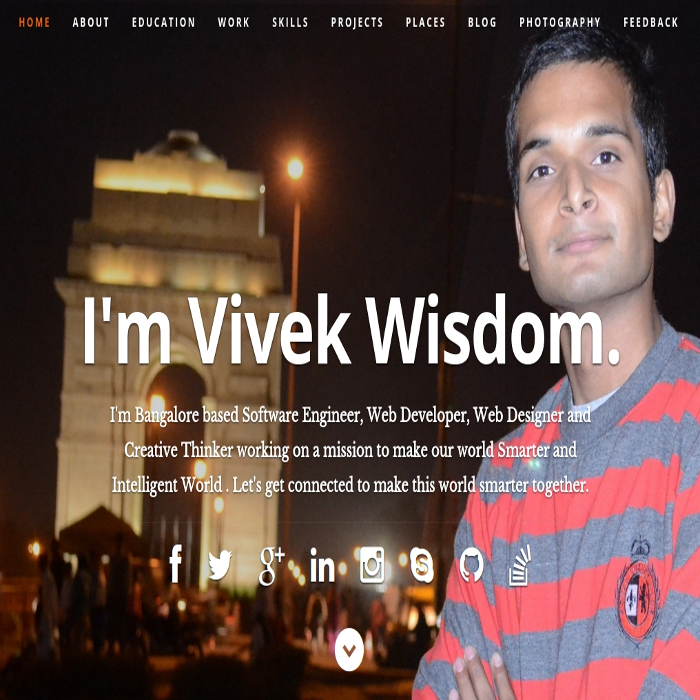 HOME ABOUT EDUCATION WORK SKILLS PROJECTS PLACES BLOG PHOTOGRAPHY FEEDBACK
I'm Vivek Wisdom.
I'm Bangalore based Software Engineer, Web Developer, Web Designer and
Creative Thinker working on a mission to make our world Smarter and
Intelligent World . Let's get connected to make this world smarter together.